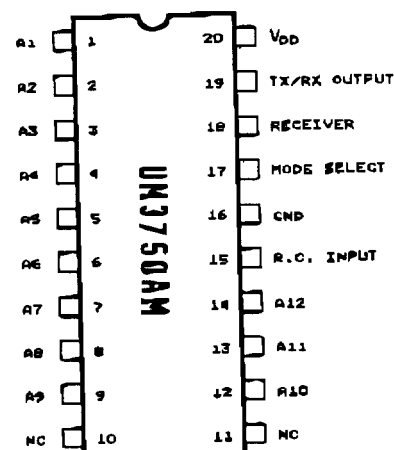 A1 1 20 VDD
A2 2 19 TX/RX OUTPUT
A3 3 18 RECEIVER
A4 4 17 MODE SELECT
A5 5 16 GND
A6 6 15 R.C. INPUT
A7 7 14 A12
A8 8 13 A11
A9 9 12 A10
NC 10 11 NC
UM3750AM